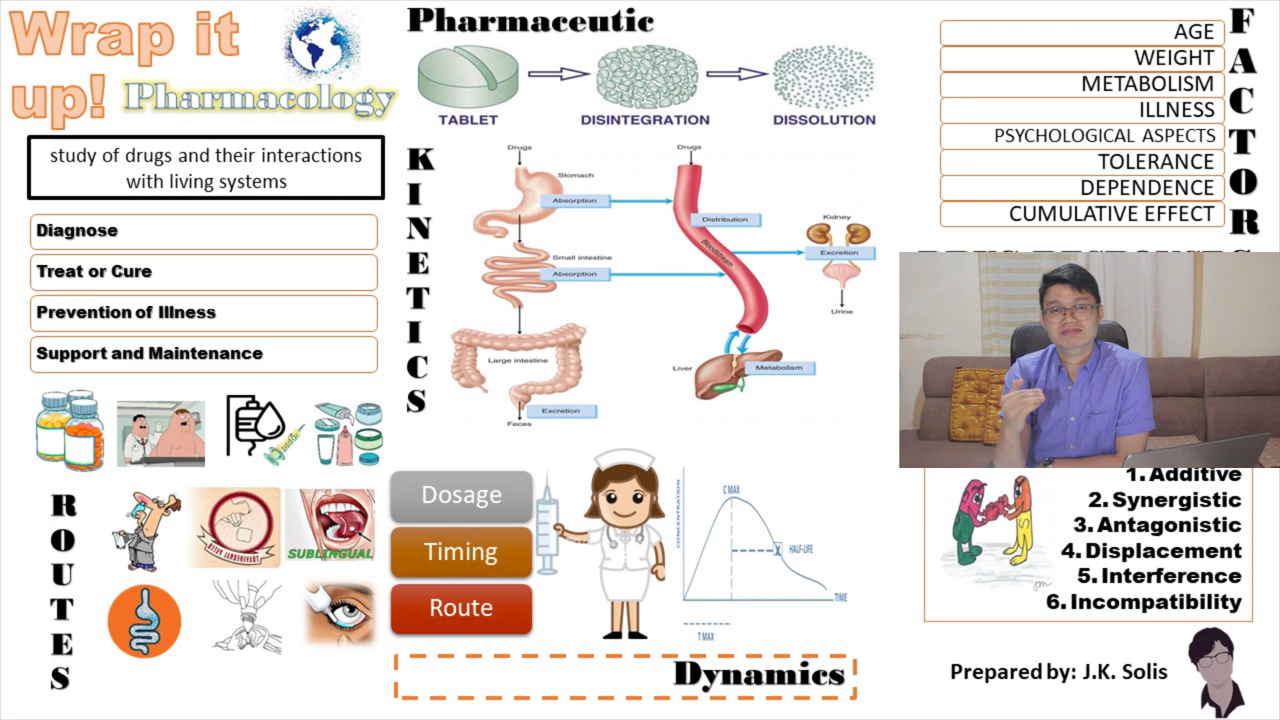 Wrap it
up!
Pharmacology
study of drugs and their interactions
with living systems
Diagnose
Treat or Cure
Prevention of Illness
Support and Maintenance
SUBLINGUAL
ROUTES
Pharmaceutic
TABLET
DISINTEGRATION
DISSOLUTION
KINETICS
Drugs
Stomach
Absorption
Small intestine
Absorption
Large intestine
Excretion
Feces
Drugs
Distribution
Bloodstream
Kidney
Excretion
Urine
Liver
Metabolism
Dosage
Timing
Route
CONCENTRATION
C MAX
HALF-LIFE
TIME
T MAX
Dynamics
FACTOR
AGE
WEIGHT
METABOLISM
ILLNESS
PSYCHOLOGICAL ASPECTS
TOLERANCE
DEPENDENCE
CUMULATIVE EFFECT
1. Additive
2. Synergistic
3. Antagonistic
4. Displacement
5. Interference
6. Incompatibility
Prepared by: J.K. Solis